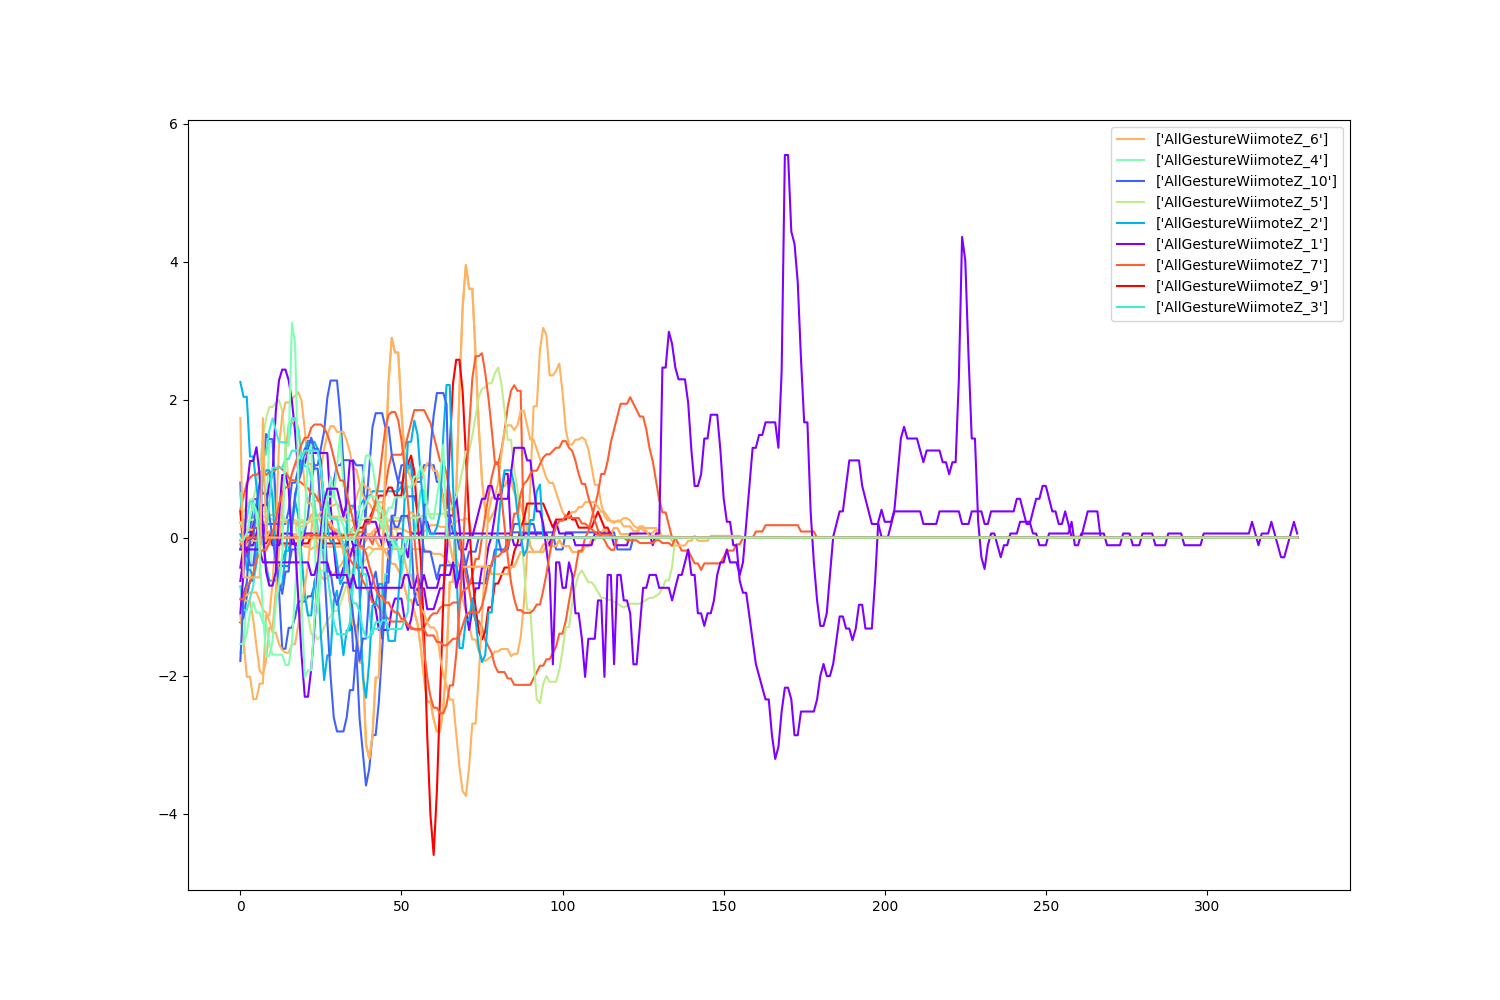 6
4
2
0
−2
−4
0
50
100
150
200
250
300
['AllGestureWiimoteZ_6']
['AllGestureWiimoteZ_4']
['AllGestureWiimoteZ_10']
['AllGestureWiimoteZ_5']
['AllGestureWiimoteZ_2']
['AllGestureWiimoteZ_1']
['AllGestureWiimoteZ_7']
['AllGestureWiimoteZ_9']
['AllGestureWiimoteZ_3']